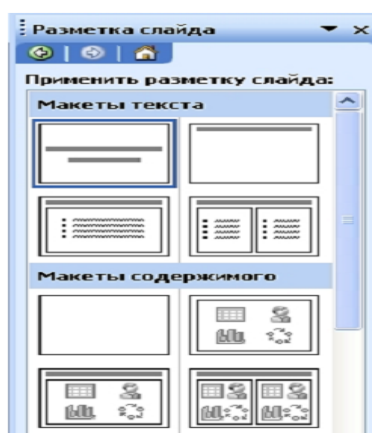 Разметка слайда
Применить разметку слайда:
Макеты текста
Макеты содержимого